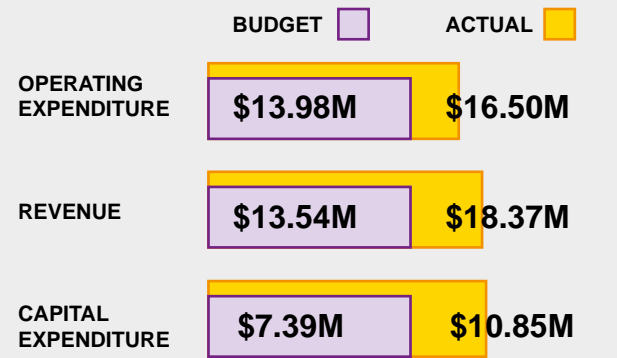 BUDGET ACTUAL
OPERATING
EXPENDITURE
$13.98M $16.50M
REVENUE
$13.54M $18.37M
CAPITAL
EXPENDITURE
$7.39M $10.85M